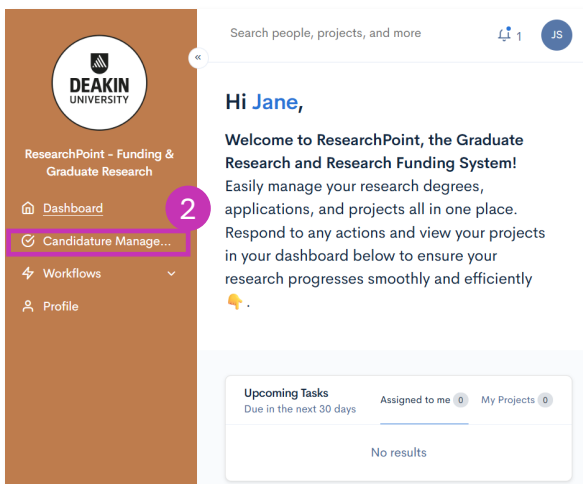 DEAKIN
UNIVERSITY
ResearchPoint - Funding &
Graduate Research
Dashboard
2
Candidature Manage...
Workflows
Profile
«
Search people, projects, and more
1
JS
Hi Jane,
Welcome to ResearchPoint, the Graduate
Research and Research Funding System!
Easily manage your research degrees,
applications, and projects all in one place.
Respond to any actions and view your projects
in your dashboard below to ensure your
research progresses smoothly and efficiently
👇.
Upcoming Tasks
Due in the next 30 days
Assigned to me 0
My Projects 0
No results